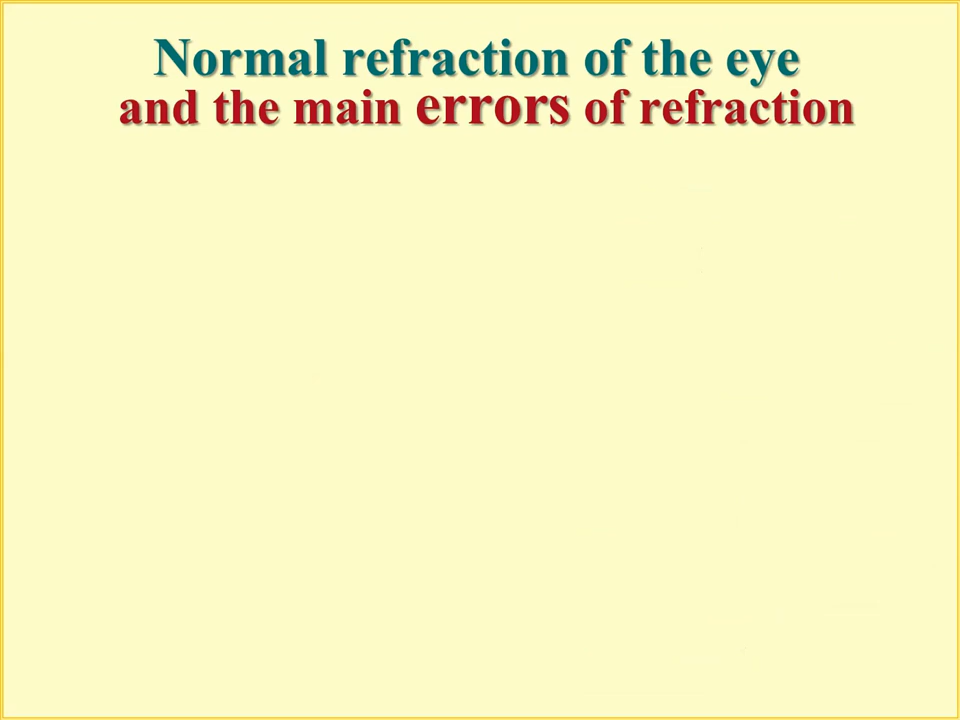 Normal refraction of the eye
and the main errors of refraction